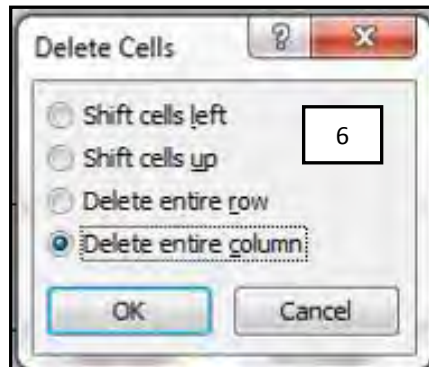 Delete Cells
Shift cells left
6
Shift cells up
Delete entire row
Delete entire column
OK Cancel